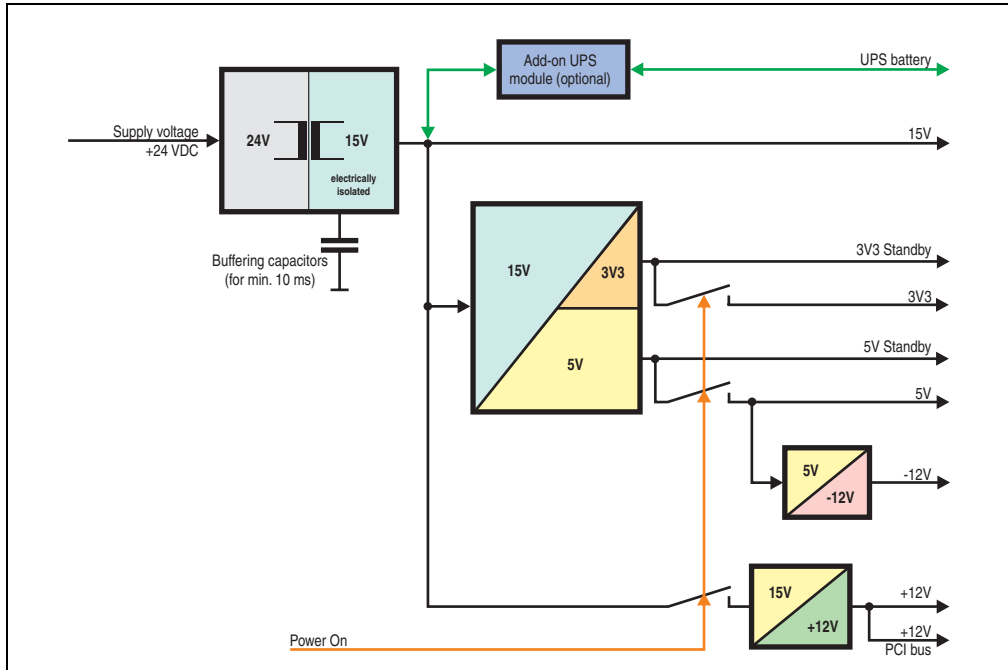 Add-on UPS
module (optional)
UPS battery
Supply voltage
+24 VDC
24V
15V
electrically
isolated
15V
Buffering capacitors
(for min. 10 ms)
15V
3V3
5V
3V3 Standby
3V3
5V Standby
5V
5V
-12V
-12V
15V
+12V
+12V
+12V
PCI bus
Power On